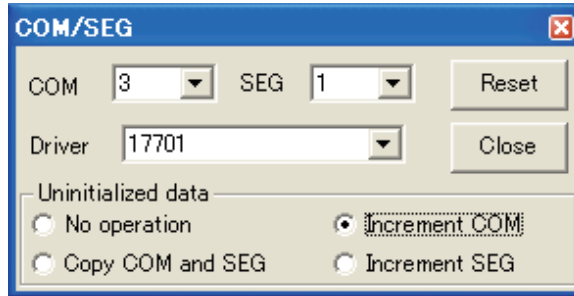 COM/SEG
COM 3 SEG 1 Reset
Driver 17701 Close
Uninitialized data
No operation Increment COM
Copy COM and SEG Increment SEG